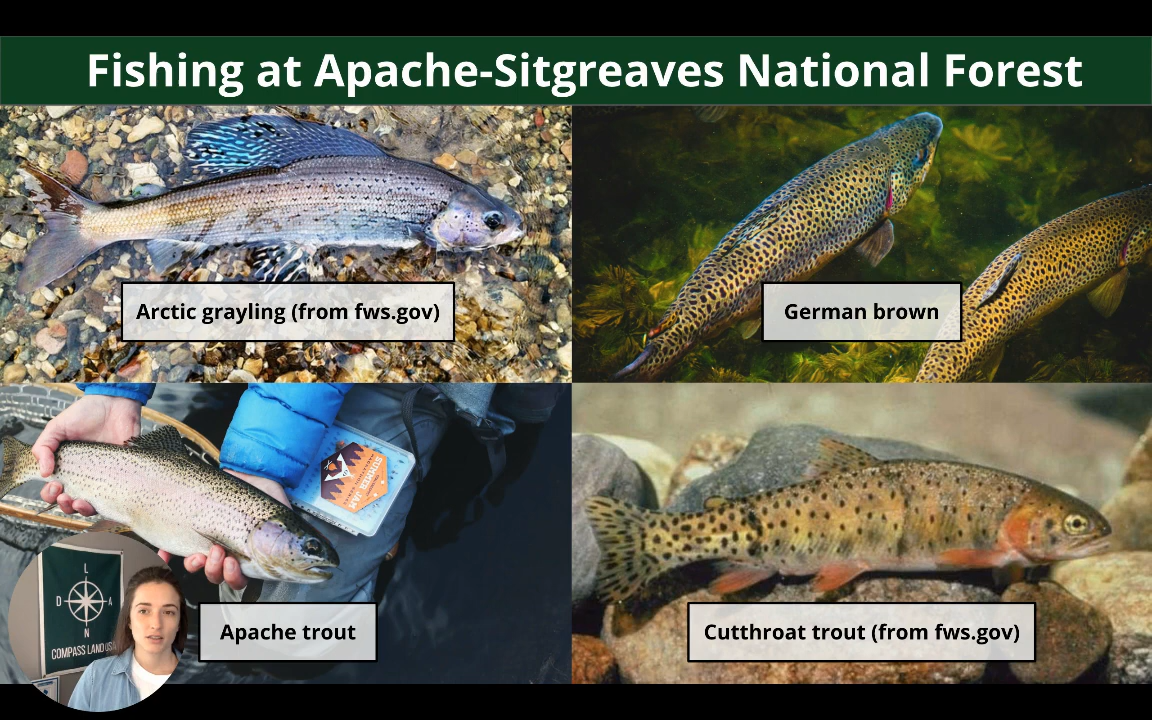 Fishing at Apache-Sitgreaves National Forest
Arctic grayling (from fws.gov)
German brown
Apache trout
Cutthroat trout (from fws.gov)
L
D
A
N
COMPASS LAND USA